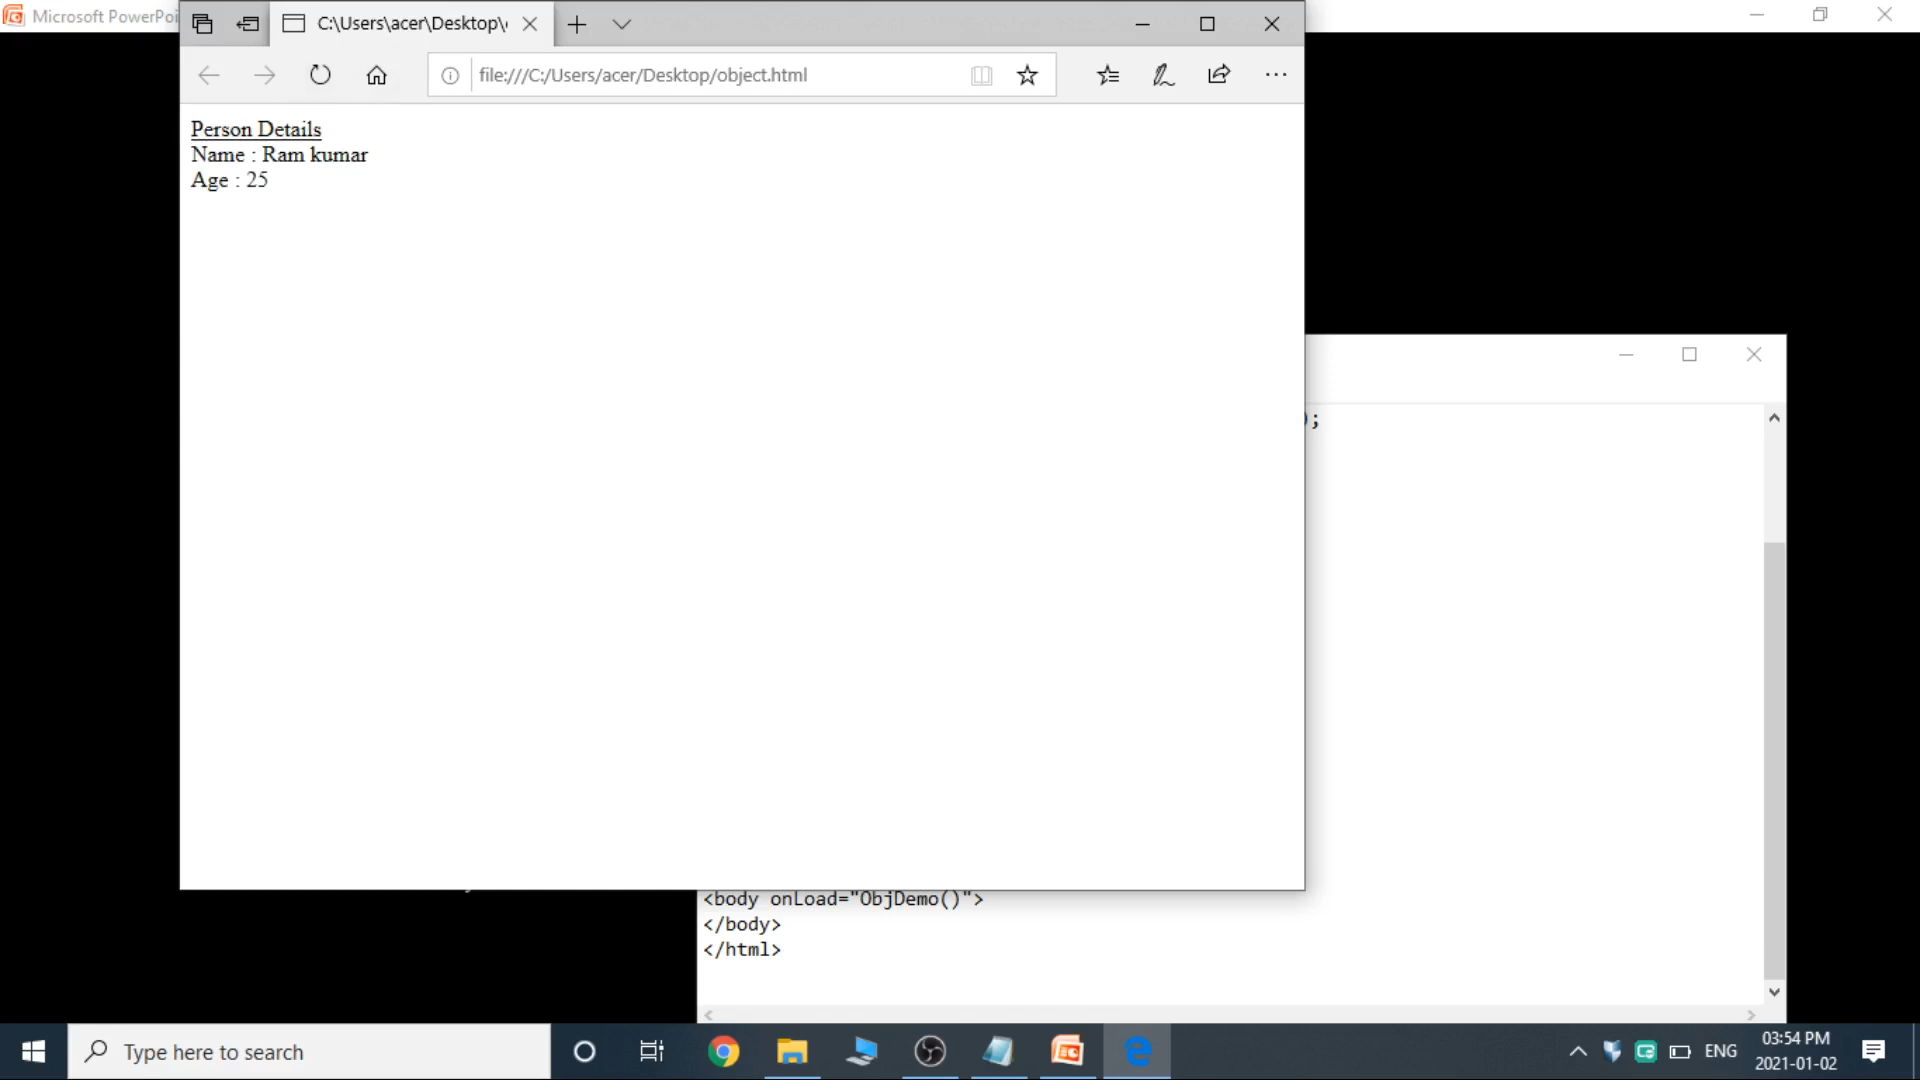 Microsoft PowerPoi
C:\Users\acer\Desktop\
file:///C:/Users/acer/Desktop/object.html
Person Details
Name : Ram kumar
Age : 25
);
<body onLoad="ObjDemo()">
</body>
</html>
Type here to search
ENG
03:54 PM
2021-01-02